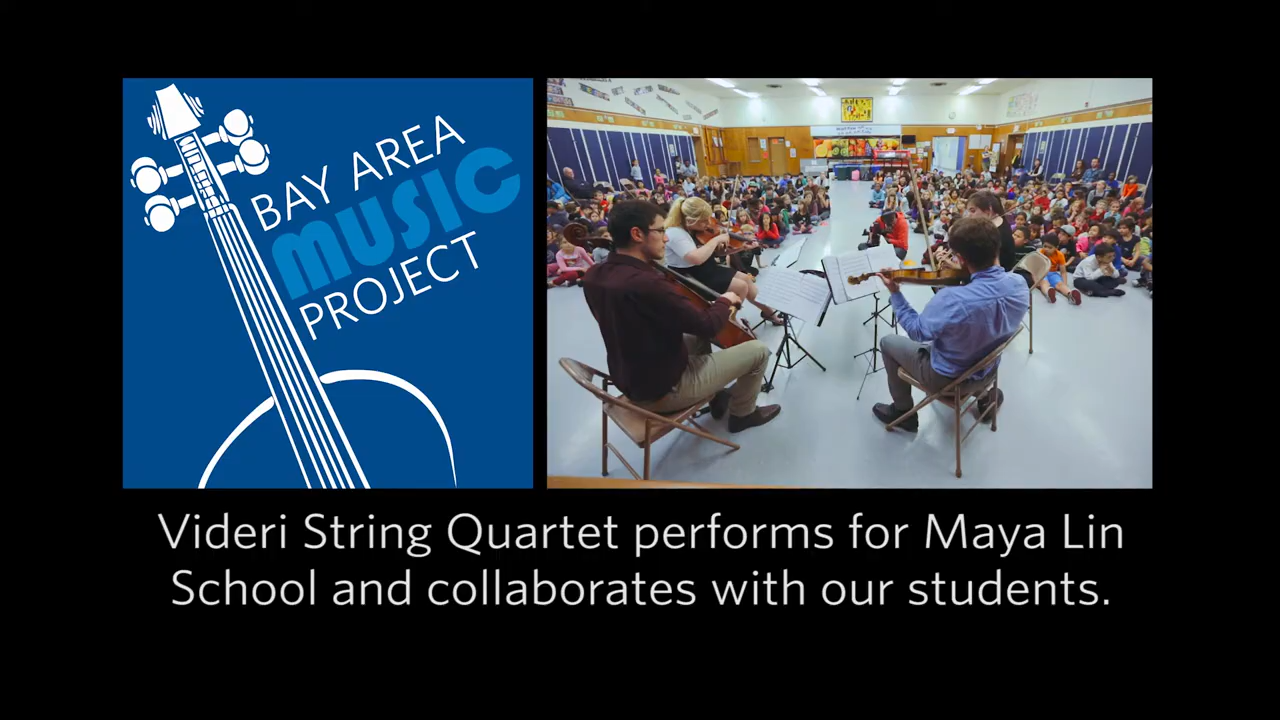 BAY AREA
MUSIC
PROJECT
Videri String Quartet performs for Maya Lin
School and collaborates with our students.